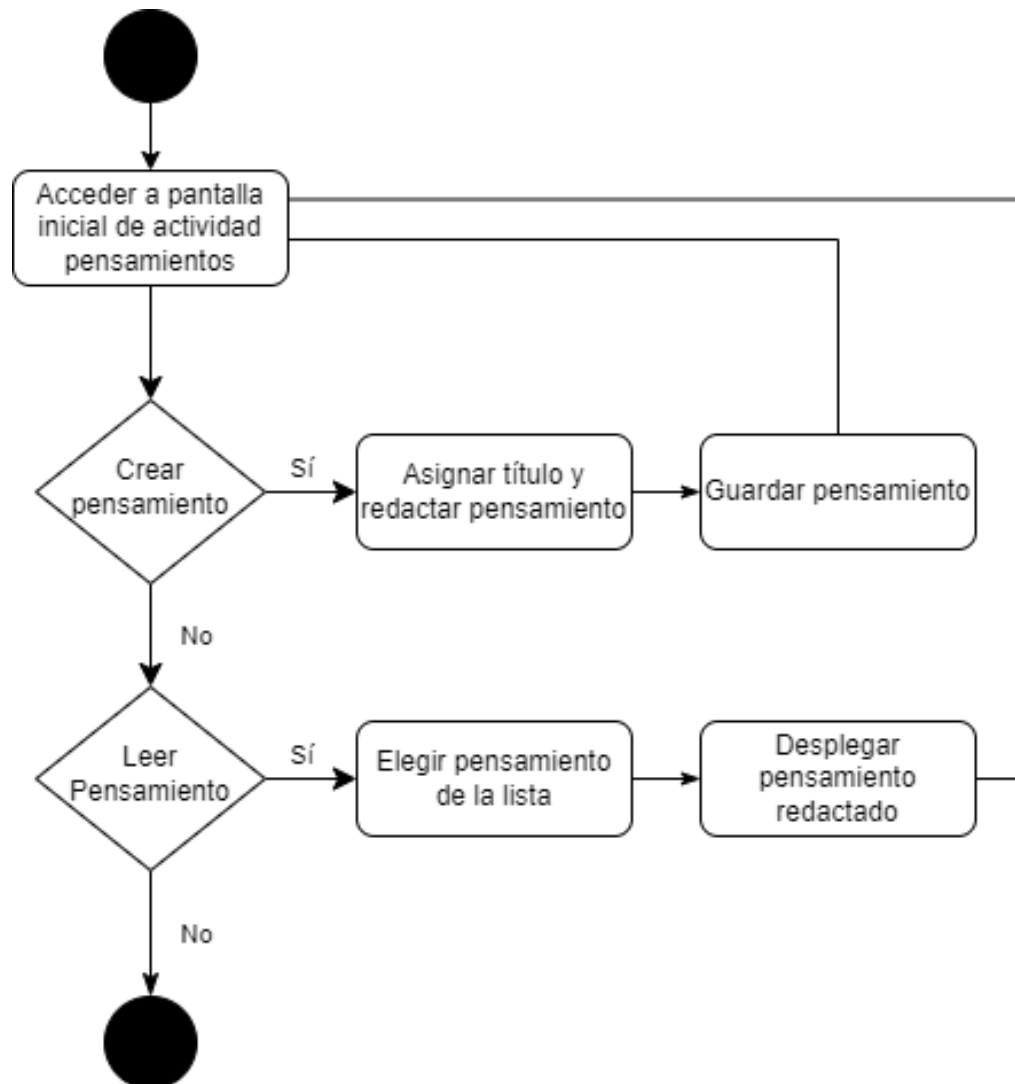 Acceder a pantalla
inicial de actividad
pensamientos
Crear
pensamiento
Sí
Asignar título y
redactar pensamiento
Guardar pensamiento
No
Leer
Pensamiento
Sí
Elegir pensamiento
de la lista
Desplegar
pensamiento
redactado
No